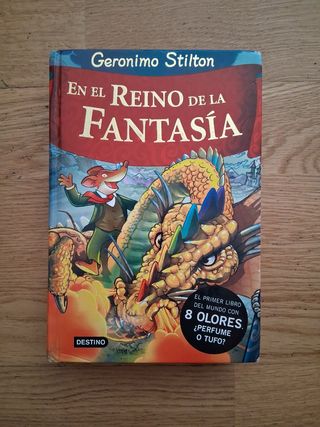 Geronimo Stilton
EN EL REINO DE LA
FANTASÍA
EL PRIMER LIBRO
DEL MUNDO CON
8 OLORES,
¿PERFUME
O TUFO?
DESTINO